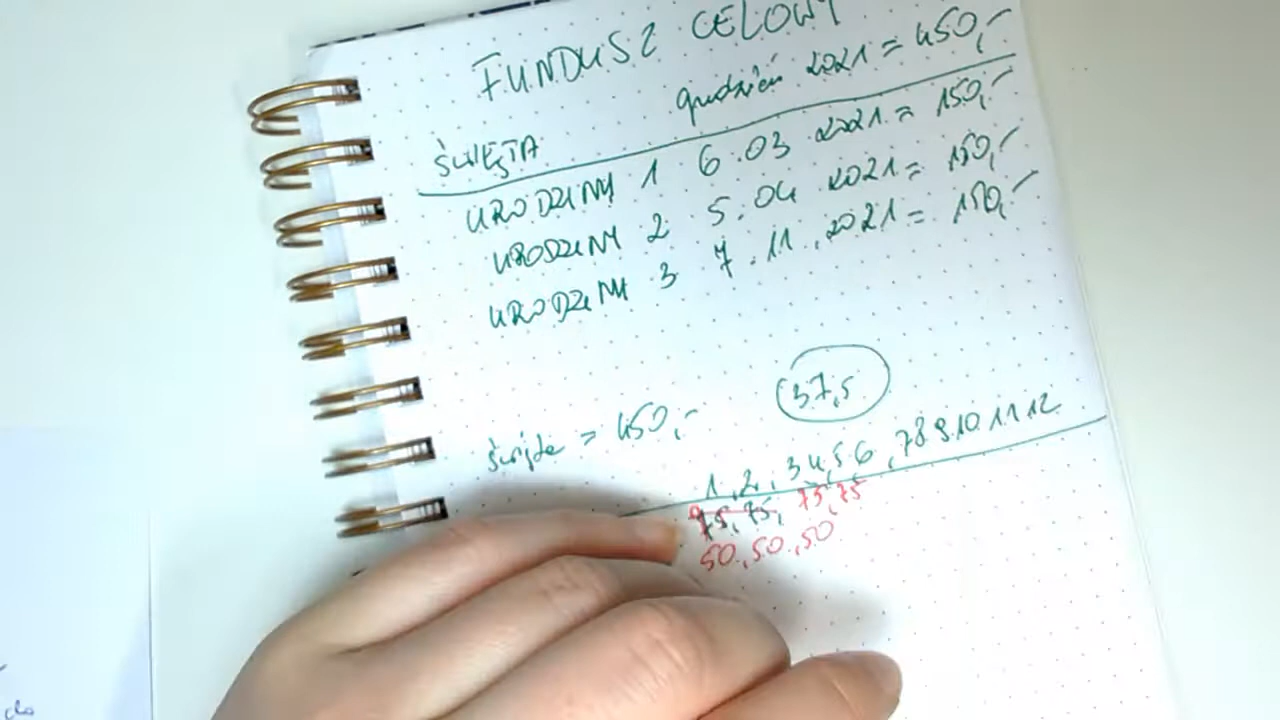 FUNDUSZ CELOWY
ŚWIĘTA grudzień 2021 = 450,-
URODZINY 1 6.03 2021 = 150,-
URODZINY 2 5.04 2021 = 150,-
URODZINY 3 7.11.2021 = 150,-
37,5
święta = 450,-
1,2,3 4,5 6,7 8 9 10 11 12
75,75, 75,75
50,50,50
do